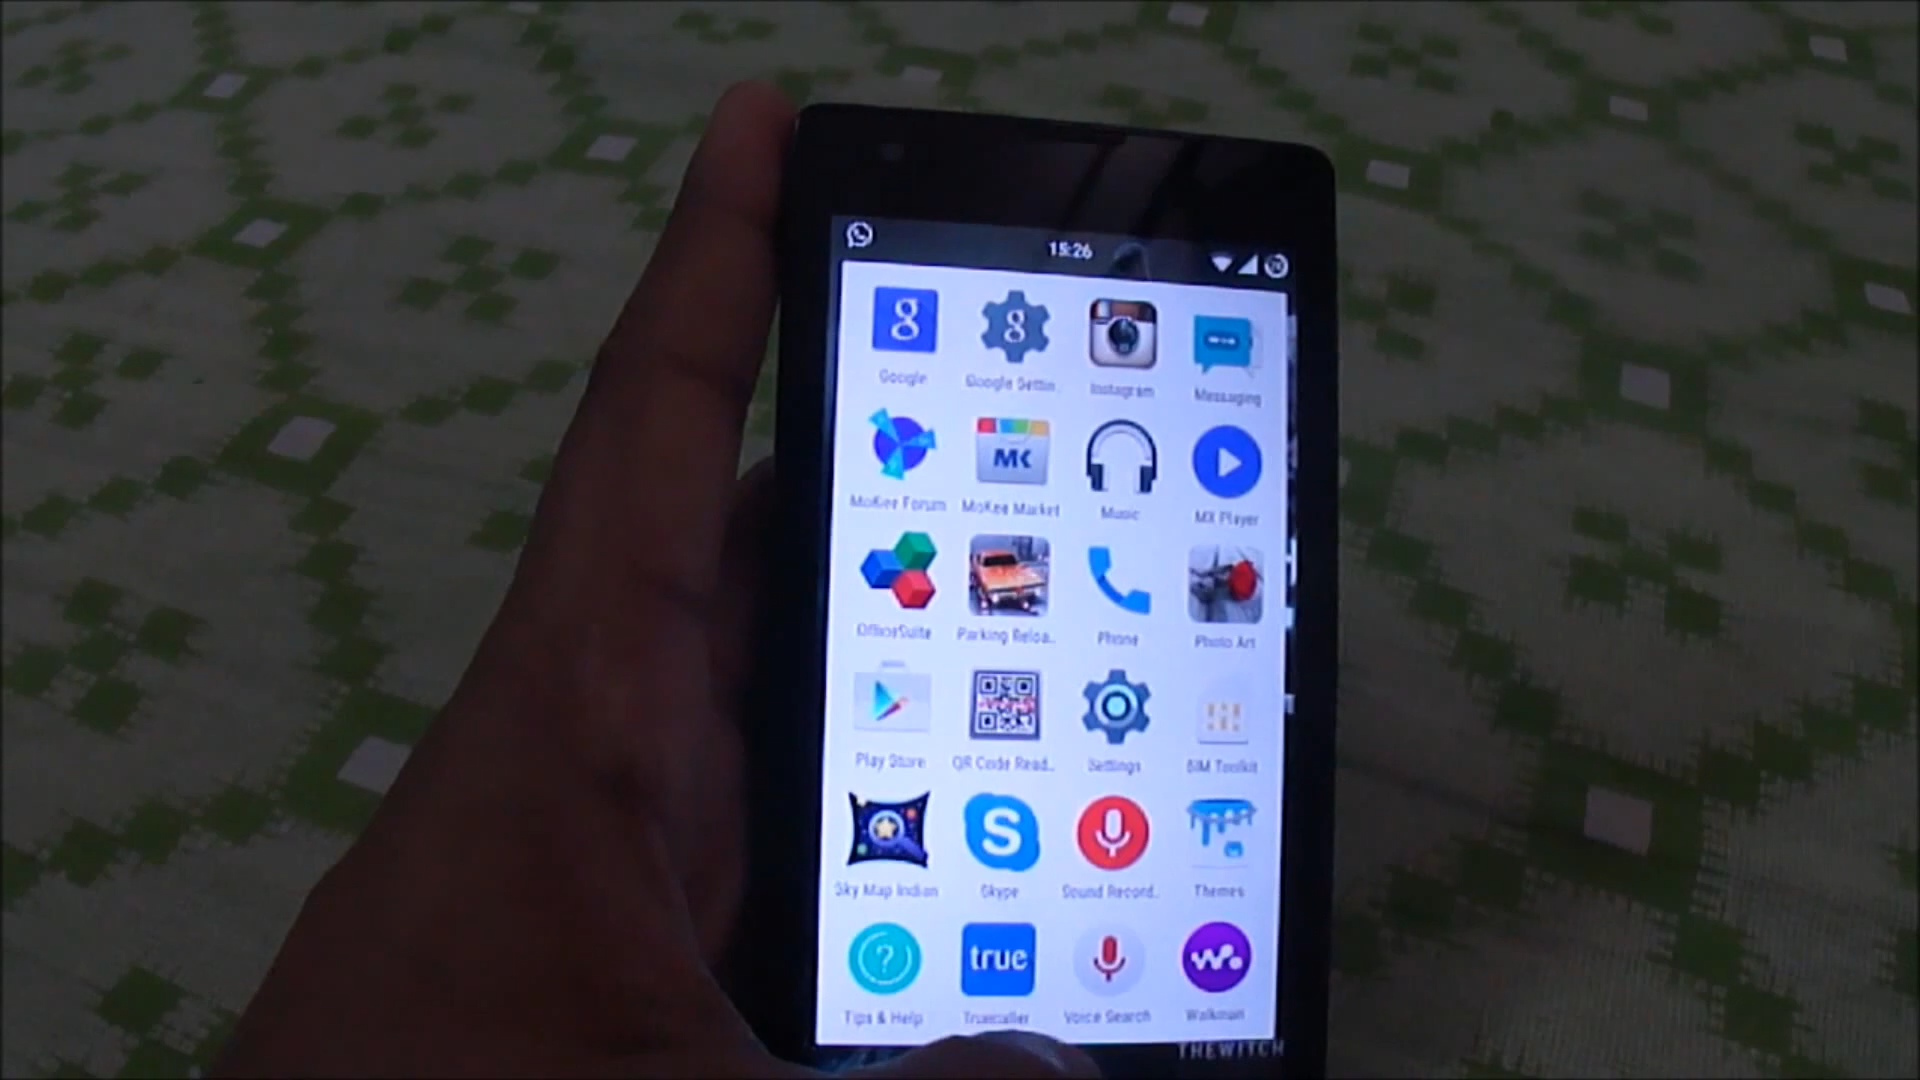 15:26
g
g
Google
Google Settin..
Instagram
Messaging
MK
MoKee Forum
MoKee Market
Music
MX Player
OfficeSuite
Parking Reloa..
Phone
Photo Art
Play Store
QR Code Read..
Settings
SIM Toolkit
S
Sky Map Indian
Skype
Sound Record..
Themes
?
true
Tips & Help
Truecaller
Voice Search
Walkman
THEWITCH